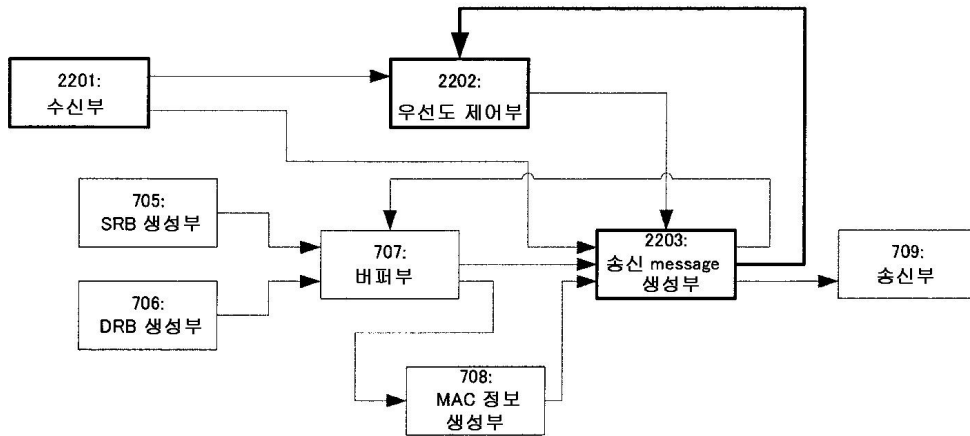 2201:
수신부
2202:
우선도 제어부
705:
SRB 생성부
707:
버퍼부
2203:
송신 message
생성부
709:
송신부
706:
DRB 생성부
708:
MAC 정보
생성부